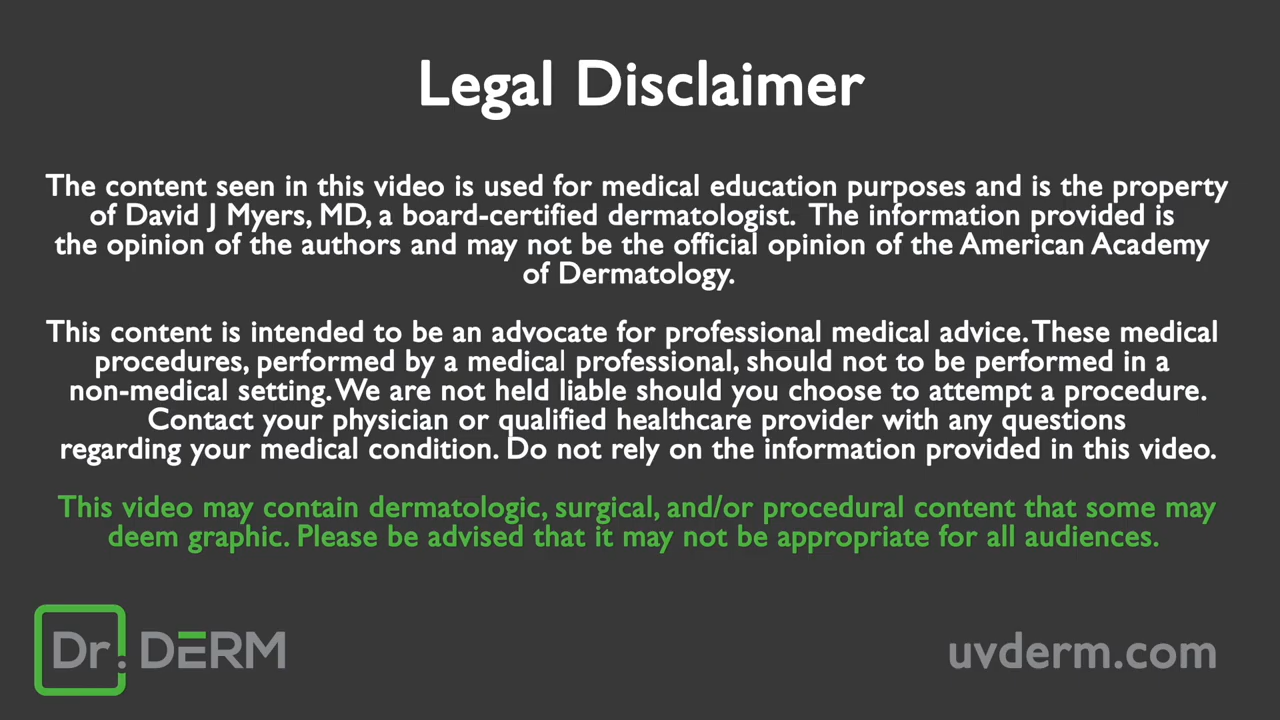 Legal Disclaimer
The content seen in this video is used for medical education purposes and is the property
of David J Myers, MD, a board-certified dermatologist. The information provided is
the opinion of the authors and may not be the official opinion of the American Academy
of Dermatology.
This content is intended to be an advocate for professional medical advice. These medical
procedures, performed by a medical professional, should not to be performed in a
non-medical setting. We are not held liable should you choose to attempt a procedure.
Contact your physician or qualified healthcare provider with any questions
regarding your medical condition. Do not rely on the information provided in this video.
This video may contain dermatologic, surgical, and/or procedural content that some may
deem graphic. Please be advised that it may not be appropriate for all audiences.
Dr. DERM
uvderm.com